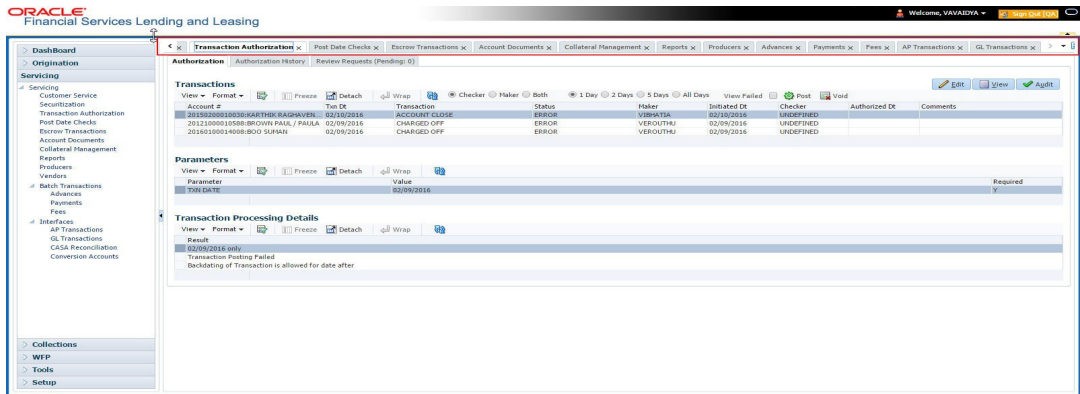 ORACLE
Financial Services Lending and Leasing
Welcome, VAVAIDYA
Sign Out (QA)
DashBoard
Origination
Servicing
Servicing
Customer Service
Securitization
Transaction Authorization
Post Date Checks
Escrow Transactions
Account Documents
Collateral Management
Reports
Producers
Vendors
Batch Transactions
Advances
Payments
Fees
Interfaces
AP Transactions
GL Transactions
CASA Reconciliation
Conversion Accounts
Collections
WFP
Tools
Setup
x Transaction Authorization x Post Date Checks x Escrow Transactions x Account Documents x Collateral Management x Reports x Producers x Advances x Payments x Fees x AP Transactions x GL Transactions x
Authorization Authorization History Review Requests (Pending: 0)
Transactions
Edit View Audit
View Format Freeze Detach Wrap Checker Maker Both 1 Day 2 Days 5 Days All Days View Failed Post Void
Account # Txn Dt Transaction Status Maker Initiated Dt Checker Authorized Dt Comments
20150200010030:KARTHIK RAGHAVEN... 02/10/2016 ACCOUNT CLOSE ERROR VIBHATIA 02/10/2016 UNDEFINED
20121000010588:BROWN PAUL / PAULA 02/09/2016 CHARGED OFF ERROR VEROUTHU 02/09/2016 UNDEFINED
20160100014008:BOO SUMAN 02/09/2016 CHARGED OFF ERROR VEROUTHU 02/09/2016 UNDEFINED
Parameters
View Format Freeze Detach Wrap
Parameter Value Required
TXN DATE 02/09/2016 Y
Transaction Processing Details
View Format Freeze Detach Wrap
Result
02/09/2016 only
Transaction Posting Failed
Backdating of Transaction is allowed for date after